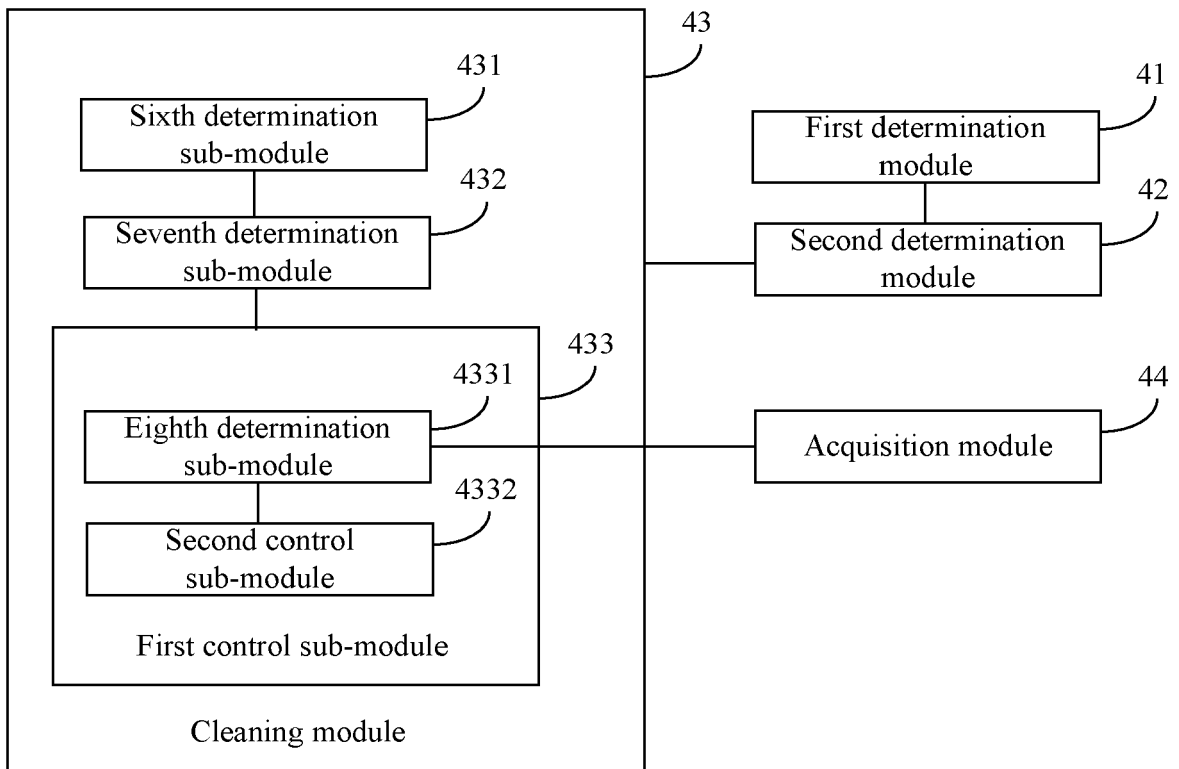 43
431
Sixth determination
sub-module
432
Seventh determination
sub-module
433
4331
Eighth determination
sub-module
4332
Second control
sub-module
First control sub-module
Cleaning module
41
First determination
module
42
Second determination
module
44
Acquisition module